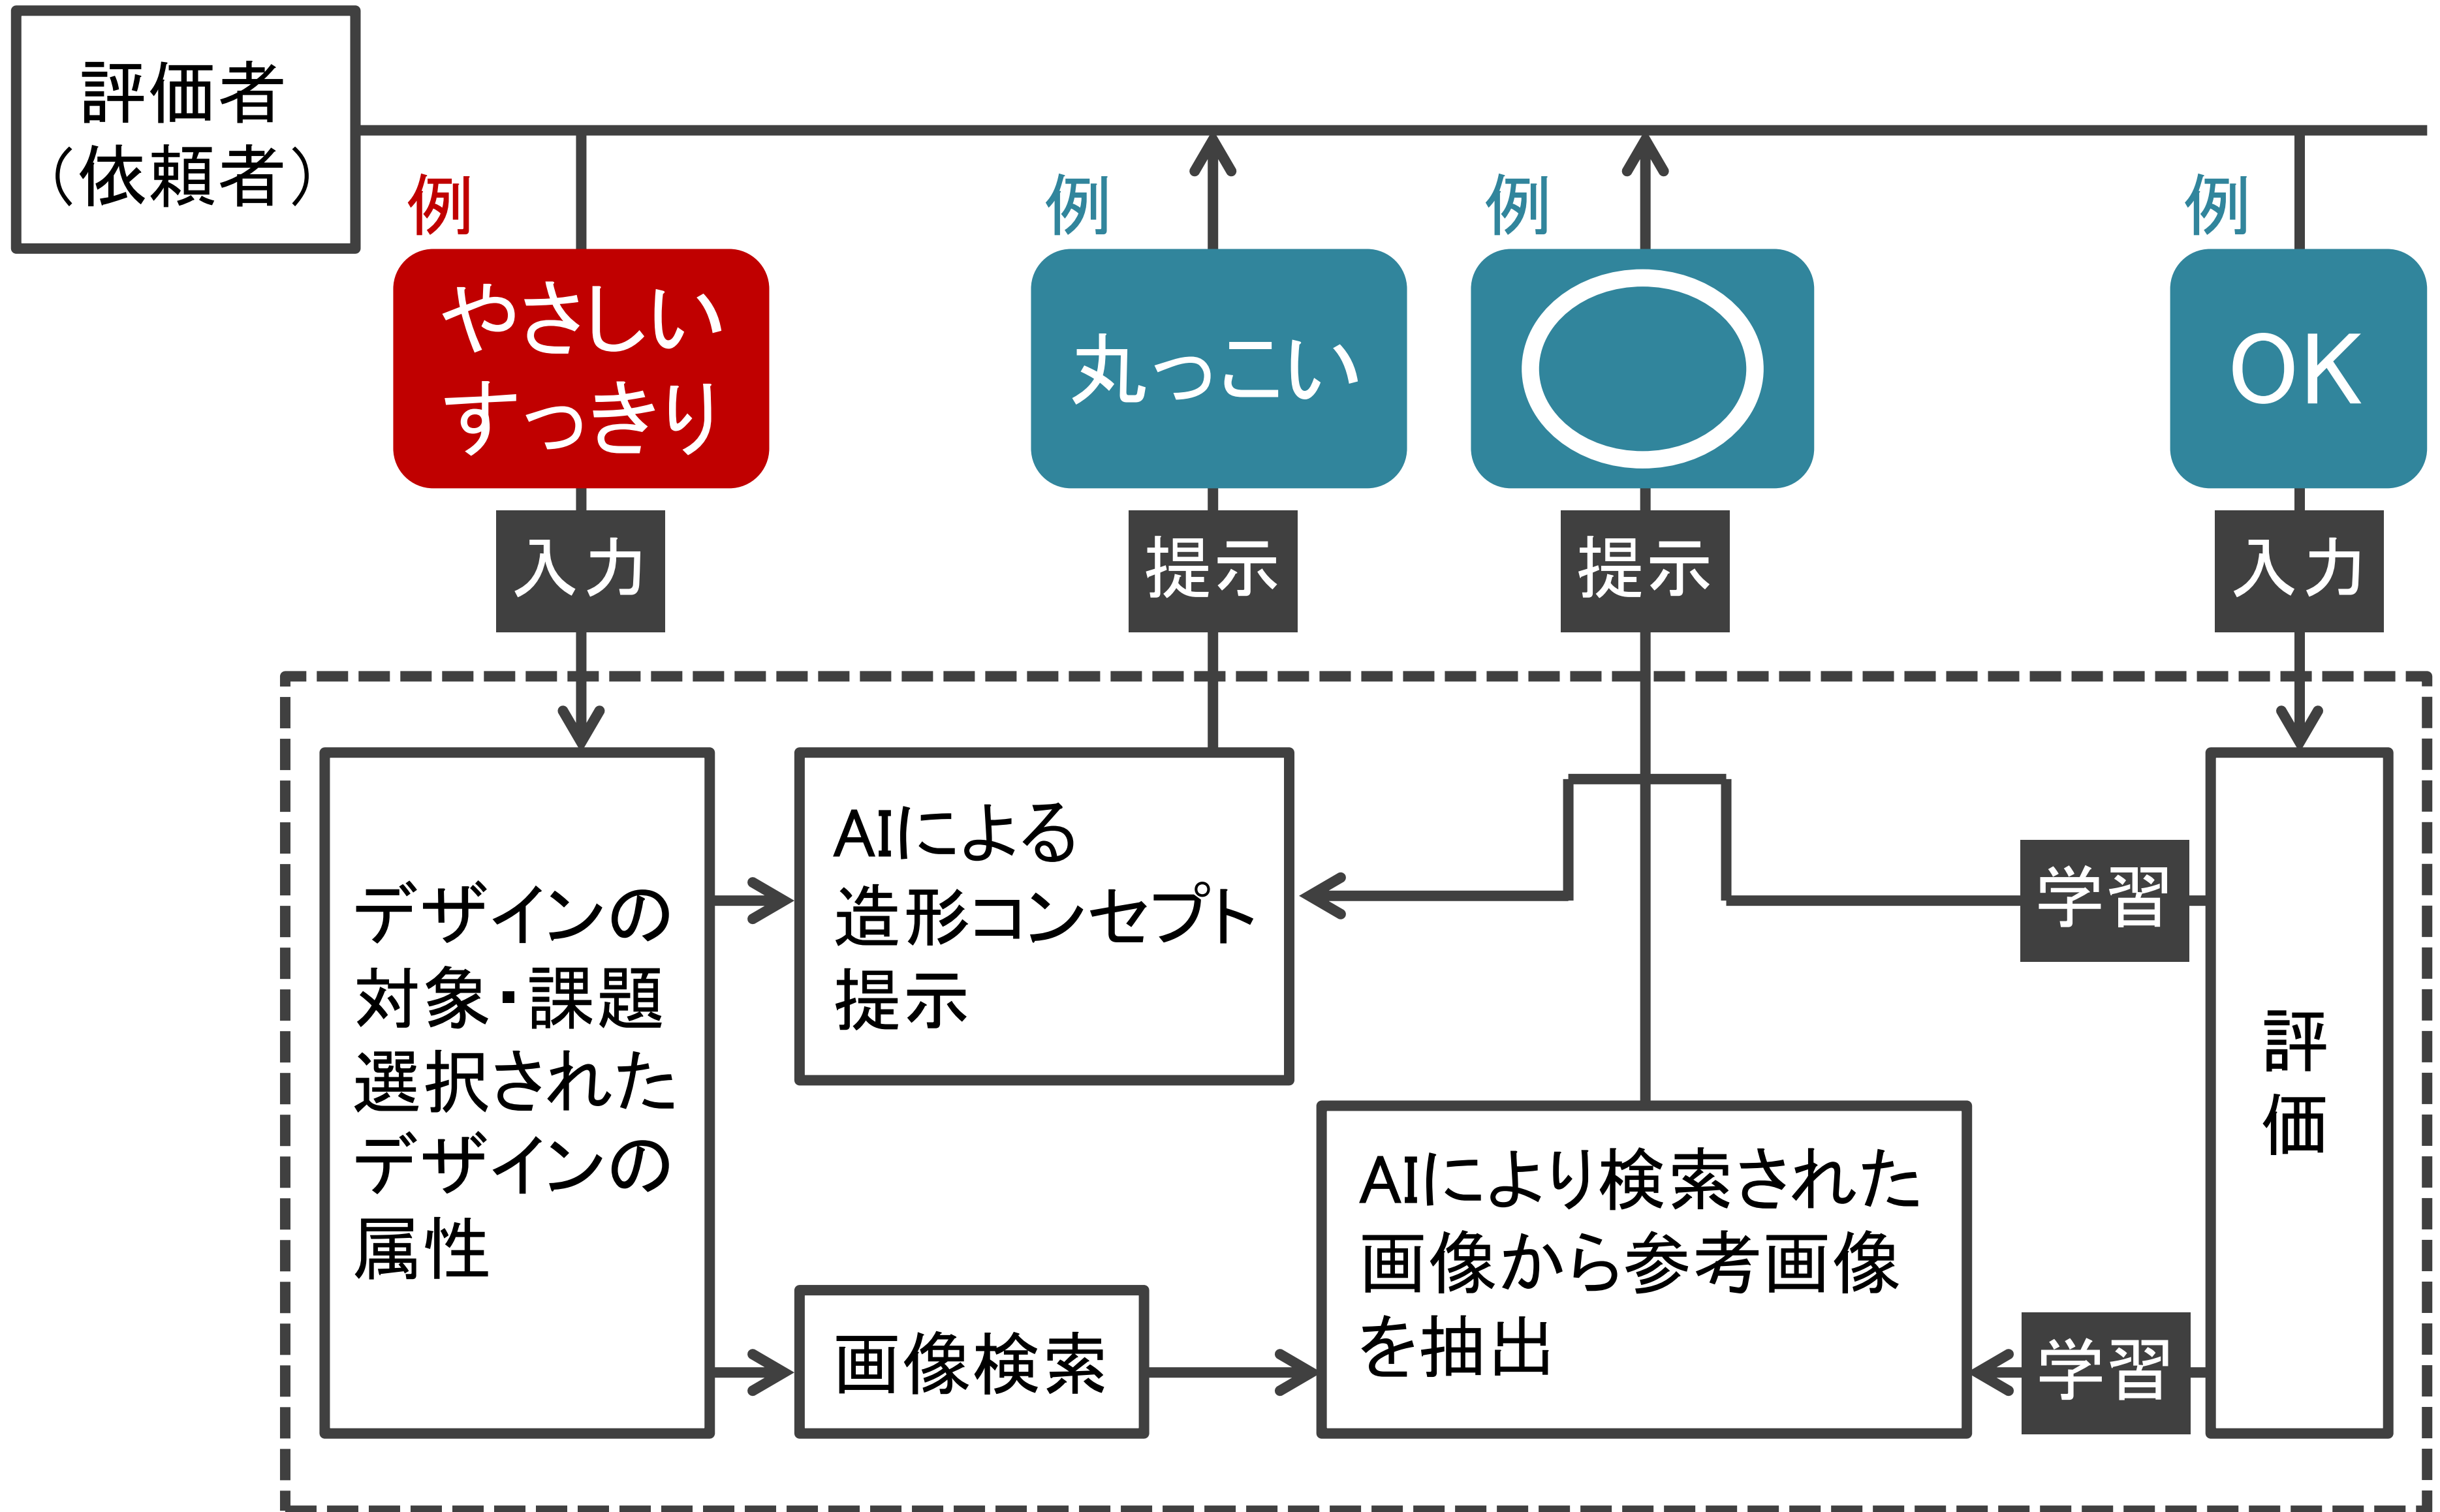 評価者
（依頼者）
例
やさしい
すっきり
入力
例
丸っこい
提示
例
提示
例
OK
入力
デザインの
対象・課題
選択された
デザインの
属性
AIによる
造形コンセプト
提示
画像検索
AIにより検索された
画像から参考画像
を抽出
学習
学習
評
価